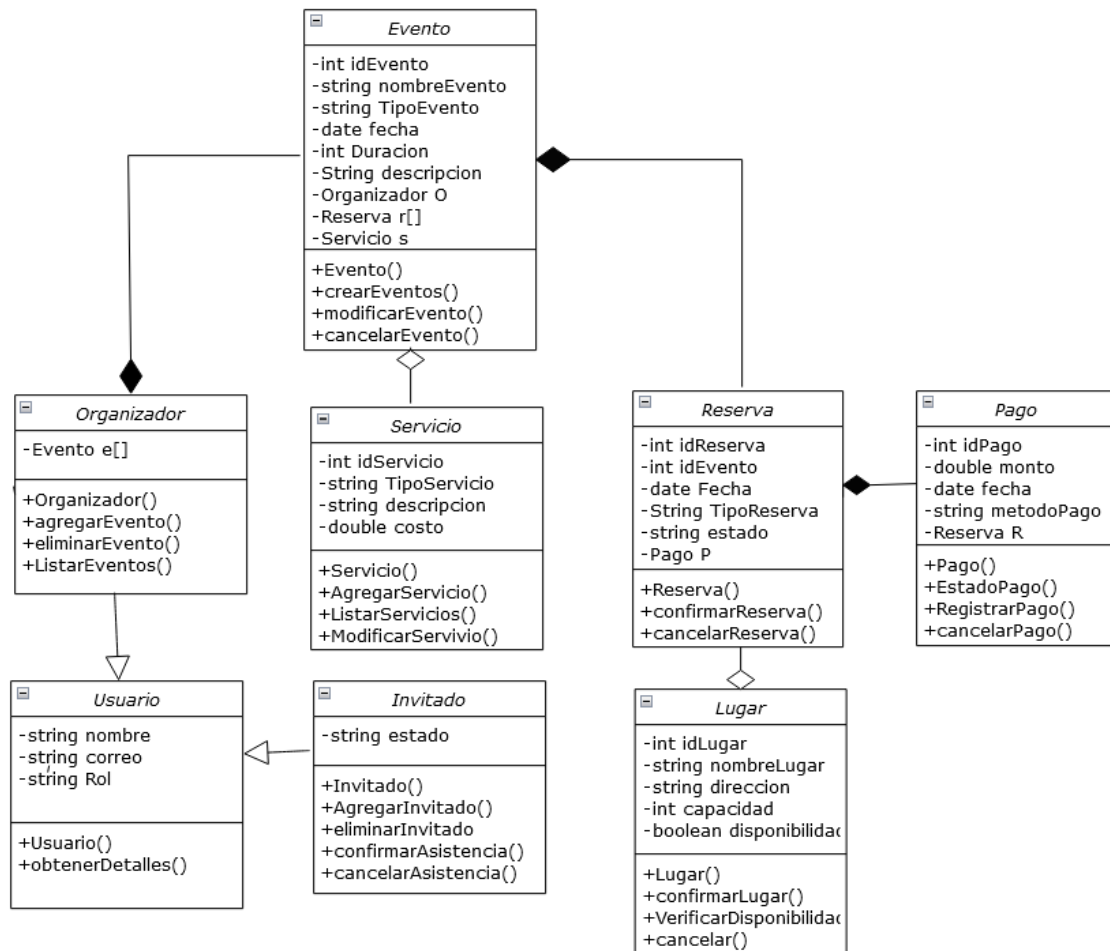 Evento
-int idEvento
-string nombreEvento
-string TipoEvento
-date fecha
-int Duracion
-String descripcion
-Organizador O
-Reserva r[]
-Servicio s
+Evento()
+crearEventos()
+modificarEvento()
+cancelarEvento()
Organizador
-Evento e[]
+Organizador()
+agregarEvento()
+eliminarEvento()
+ListarEventos()
Servicio
-int idServicio
-string TipoServicio
-string descripcion
-double costo
+Servicio()
+AgregarServicio()
+ListarServicios()
+ModificarServivio()
Reserva
-int idReserva
-int idEvento
-date Fecha
-String TipoReserva
-string estado
-Pago P
+Reserva()
+confirmarReserva()
+cancelarReserva()
Pago
-int idPago
-double monto
-date fecha
-string metodoPago
-Reserva R
+Pago()
+EstadoPago()
+RegistrarPago()
+cancelarPago()
Usuario
-string nombre
-string correo
-string Rol
+Usuario()
+obtenerDetalles()
Invitado
-string estado
+Invitado()
+AgregarInvitado()
+eliminarInvitado
+confirmarAsistencia()
+cancelarAsistencia()
Lugar
-int idLugar
-string nombreLugar
-string direccion
-int capacidad
-boolean disponibilidad
+Lugar()
+confirmarLugar()
+VerificarDisponibilidad
+cancelar()